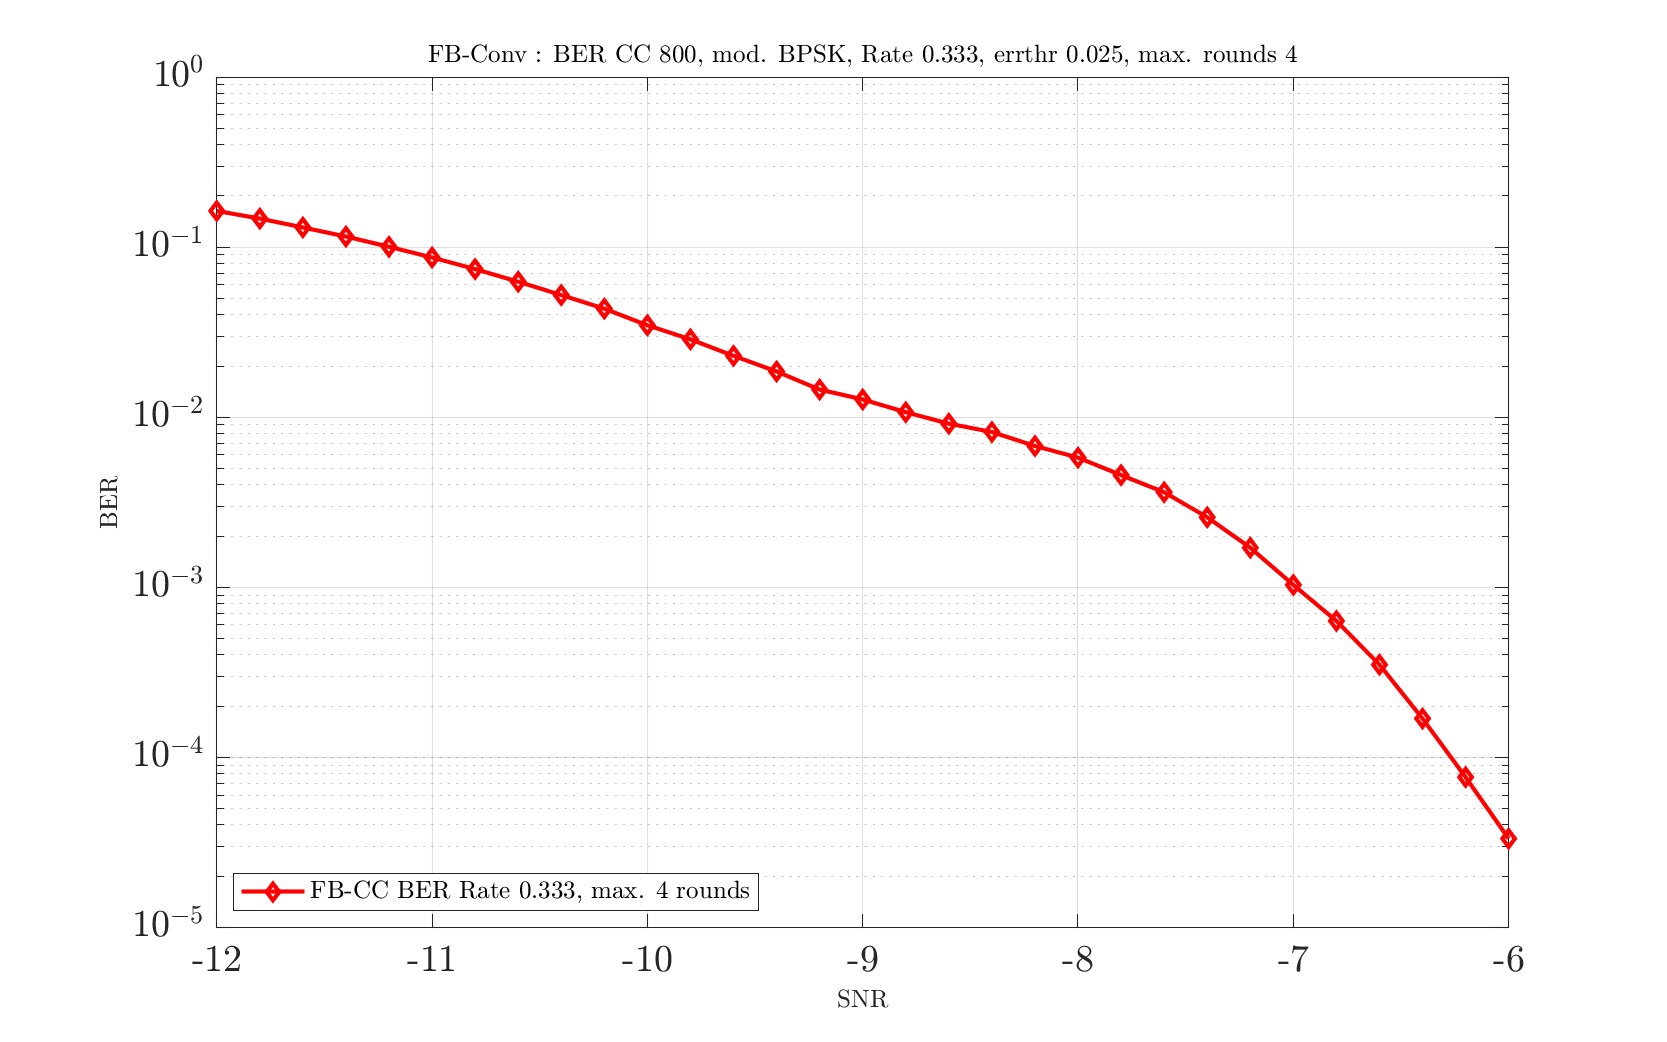 FB-Conv : BER CC 800, mod. BPSK, Rate 0.333, errthr 0.025, max. rounds 4
10^0
10^-1
10^-2
10^-3
10^-4
10^-5
BER
FB-CC BER Rate 0.333, max. 4 rounds
-12 -11 -10 -9 -8 -7 -6
SNR